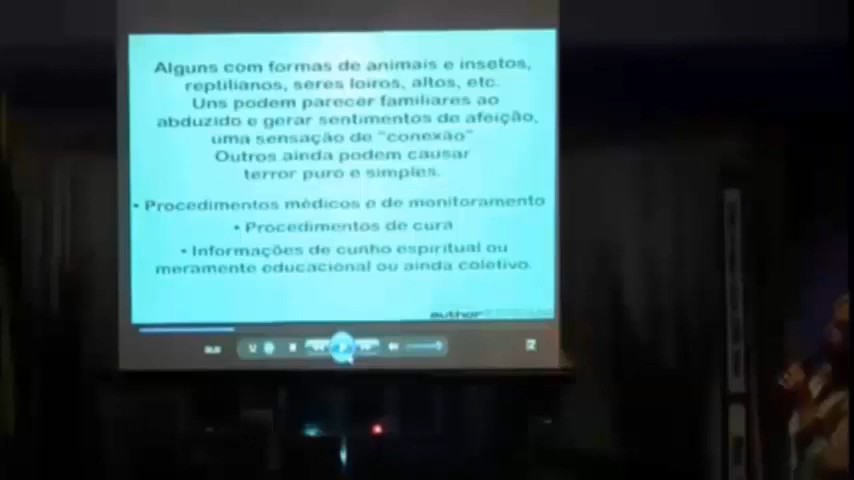 Alguns com formas de animais e insetos,
reptilianos, seres loiros, altos, etc.
Uns podem parecer familiares ao
abduzido e gerar sentimentos de afeição,
uma sensação de "conexão"
Outros ainda podem causar
terror puro e simples.
• Procedimentos médicos e de monitoramento
• Procedimentos de cura
• Informações de cunho espiritual ou
meramente educacional ou ainda coletivo.
author